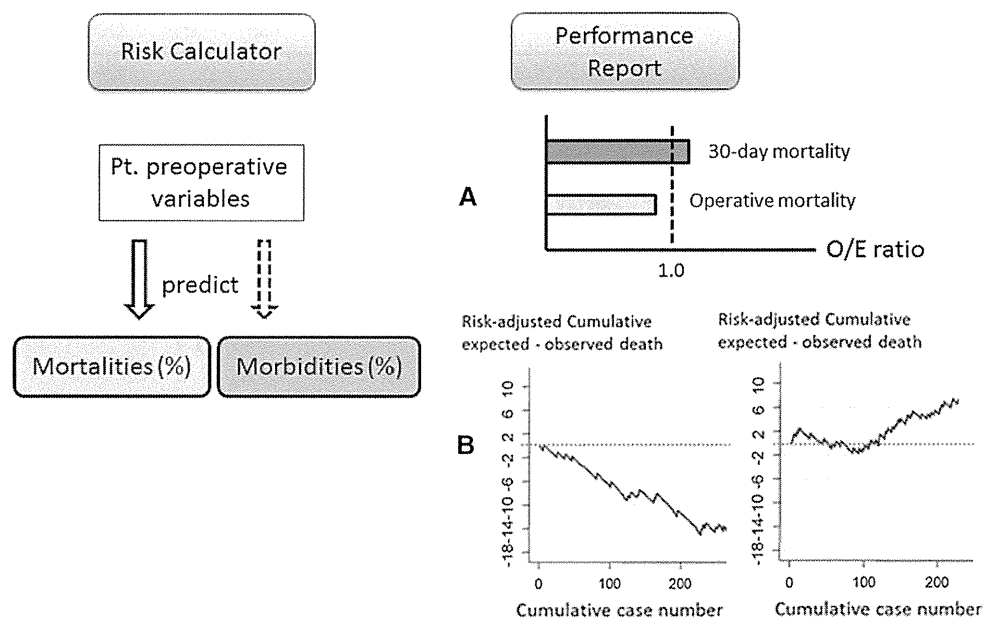 Risk Calculator
Pt. preoperative
variables
predict
Mortalities (%)
Morbidities (%)
Performance
Report
A
30-day mortality
Operative mortality
O/E ratio
1.0
B
Risk-adjusted Cumulative
expected - observed death
10
6
2
-2
-6
-10
-14
-18
0
100
200
Cumulative case number
Risk-adjusted Cumulative
expected - observed death
10
6
2
-2
-6
-10
-14
-18
0
100
200
Cumulative case number